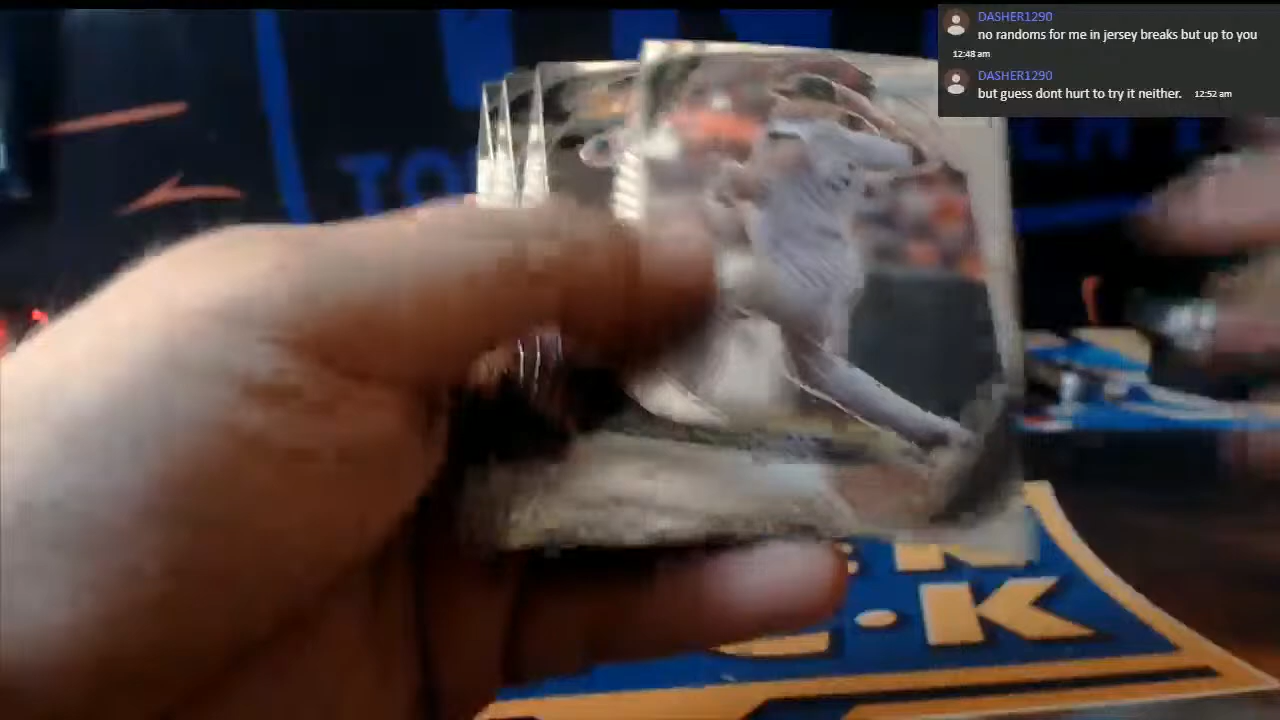 DASHER1290
no randoms for me in jersey breaks but up to you
12:48 am
DASHER1290
but guess dont hurt to try it neither. 12:52 am
TO
K
·K